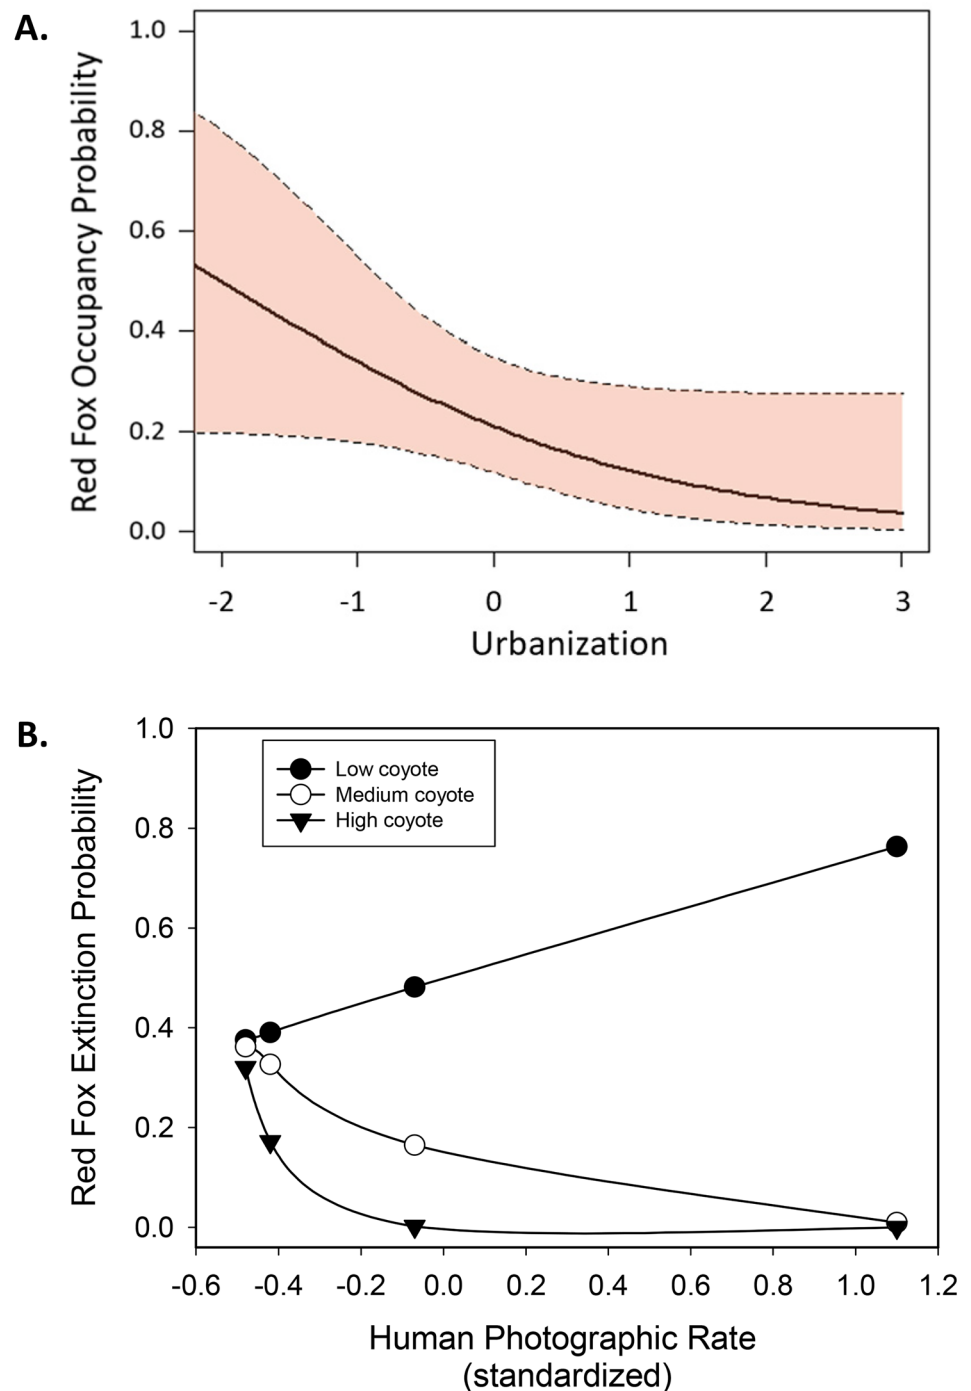 A.
Red Fox Occupancy Probability
1.0
0.8
0.6
0.4
0.2
0.0
-2
-1
0
1
2
3
Urbanization
B.
Red Fox Extinction Probability
1.0
0.8
0.6
0.4
0.2
0.0
Low coyote
Medium coyote
High coyote
-0.6
-0.4
-0.2
0.0
0.2
0.4
0.6
0.8
1.0
1.2
Human Photographic Rate
(standardized)